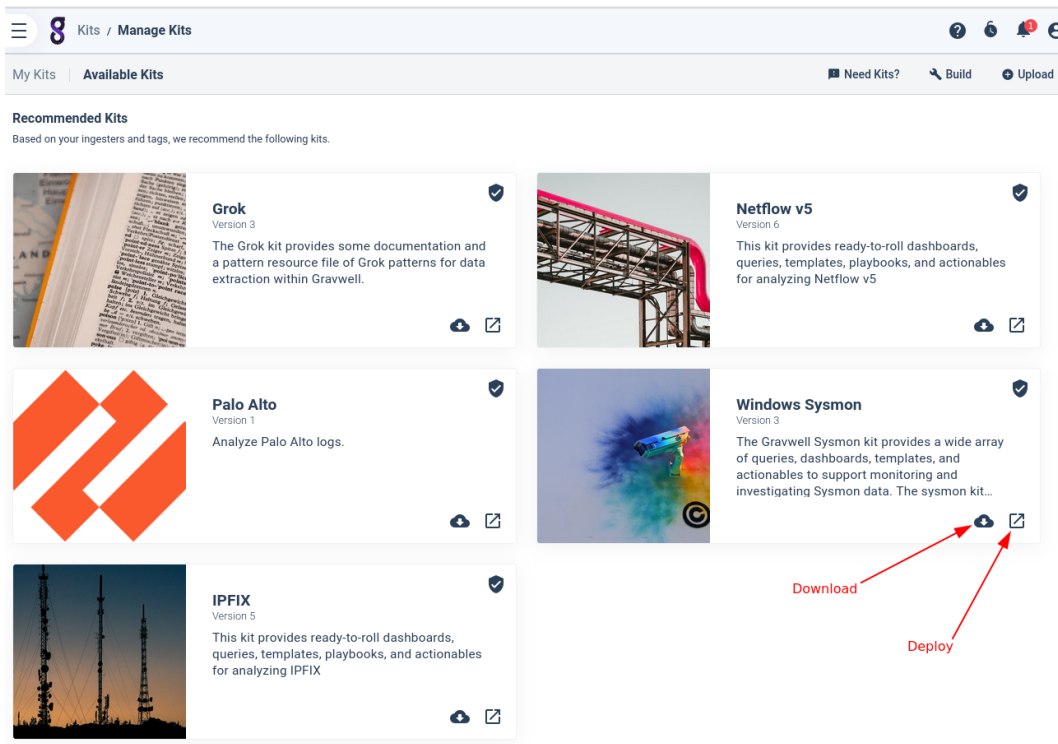 Kits / Manage Kits
1
My Kits
Available Kits
Need Kits?
Build
Upload
Recommended Kits
Based on your ingesters and tags, we recommend the following kits.
Grok
Version 3
The Grok kit provides some documentation and
a pattern resource file of Grok patterns for data
extraction within Gravwell.
Netflow v5
Version 6
This kit provides ready-to-roll dashboards,
queries, templates, playbooks, and actionables
for analyzing Netflow v5
Palo Alto
Version 1
Analyze Palo Alto logs.
Windows Sysmon
Version 3
The Gravwell Sysmon kit provides a wide array
of queries, dashboards, templates, and
actionables to support monitoring and
investigating Sysmon data. The sysmon kit...
©
Download
Deploy
IPFIX
Version 5
This kit provides ready-to-roll dashboards,
queries, templates, playbooks, and actionables
for analyzing IPFIX